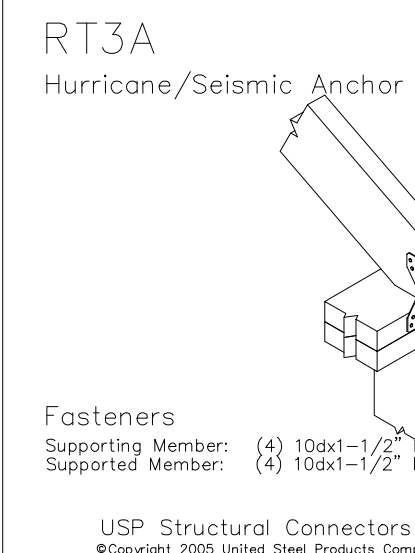 RT3A
Hurricane/Seismic Anchor
Fasteners
Supporting Member: (4) 10dx1-1/2"
Supported Member: (4) 10dx1-1/2"
USP Structural Connectors
©Copyright 2005 United Steel Products Com